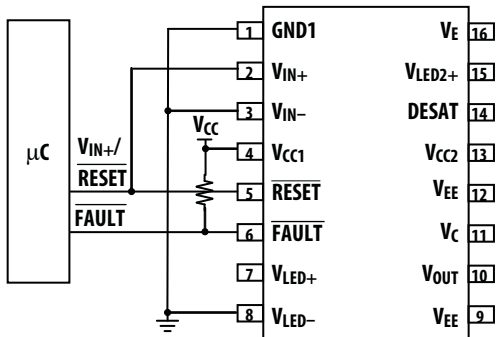 1 GND1 VE 16
2 VIN+ VLED2+ 15
3 VIN− DESAT 14
VCC
μC VIN+/ 4 VCC1 VCC2 13
RESET 5 RESET VEE 12
FAULT 6 FAULT VC 11
7 VLED+ VOUT 10
8 VLED− VEE 9